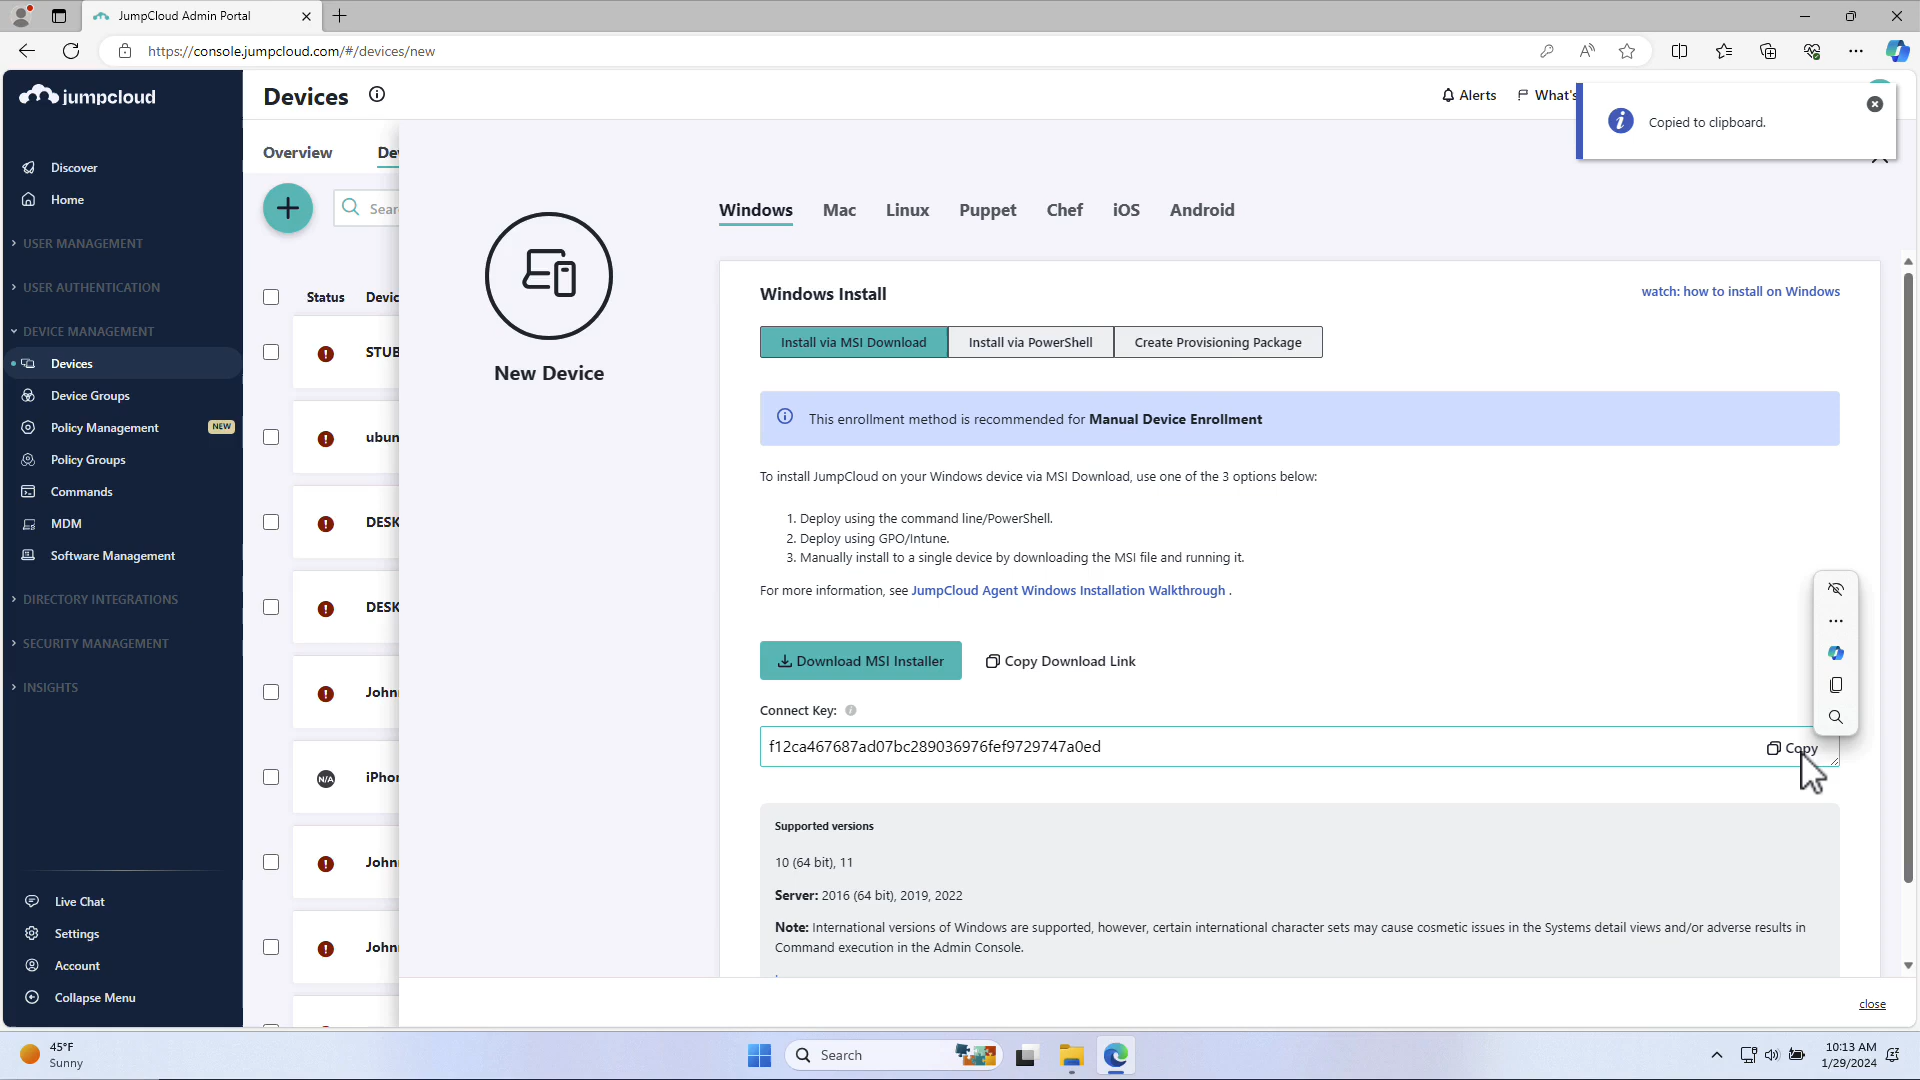 JumpCloud Admin Portal
https://console.jumpcloud.com/#/devices/new
jumpcloud
Devices
Alerts
What's
Copied to clipboard.
Discover
Home
USER MANAGEMENT
USER AUTHENTICATION
DEVICE MANAGEMENT
Devices
Device Groups
Policy Management NEW
Policy Groups
Commands
MDM
Software Management
DIRECTORY INTEGRATIONS
SECURITY MANAGEMENT
INSIGHTS
Live Chat
Settings
Account
Collapse Menu
Overview
Dev
Sear
Status Devic
STUB
ubun
DESK
DESK
John
N/A iPhon
John
John
New Device
Windows Mac Linux Puppet Chef iOS Android
Windows Install
watch: how to install on Windows
Install via MSI Download Install via PowerShell Create Provisioning Package
This enrollment method is recommended for Manual Device Enrollment
To install JumpCloud on your Windows device via MSI Download, use one of the 3 options below:
1. Deploy using the command line/PowerShell.
2. Deploy using GPO/Intune.
3. Manually install to a single device by downloading the MSI file and running it.
For more information, see JumpCloud Agent Windows Installation Walkthrough .
Download MSI Installer Copy Download Link
Connect Key:
f12ca467687ad07bc289036976fef9729747a0ed
Copy
Supported versions
10 (64 bit), 11
Server: 2016 (64 bit), 2019, 2022
Note: International versions of Windows are supported, however, certain international character sets may cause cosmetic issues in the Systems detail views and/or adverse results in
Command execution in the Admin Console.
close
45°F
Sunny
Search
10:13 AM
1/29/2024